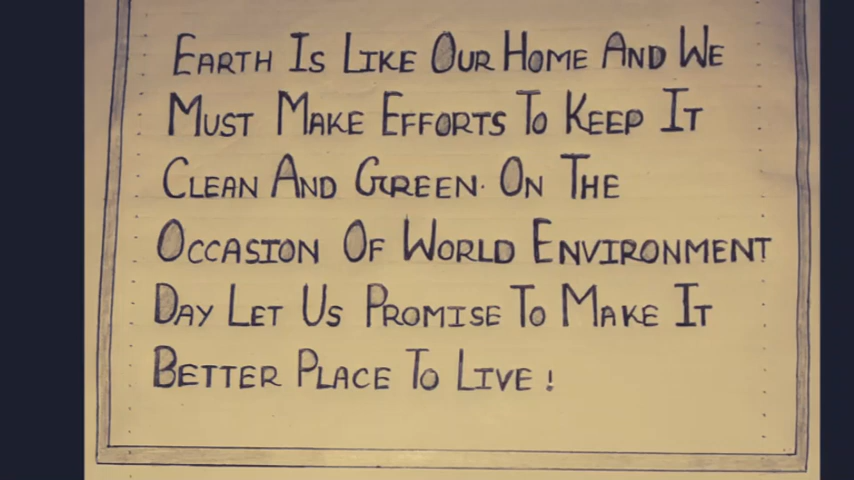 Earth Is Like Our Home And We
Must Make Efforts To Keep It
Clean And Green. On The
Occasion Of World Environment
Day Let Us Promise To Make It
Better Place To Live !